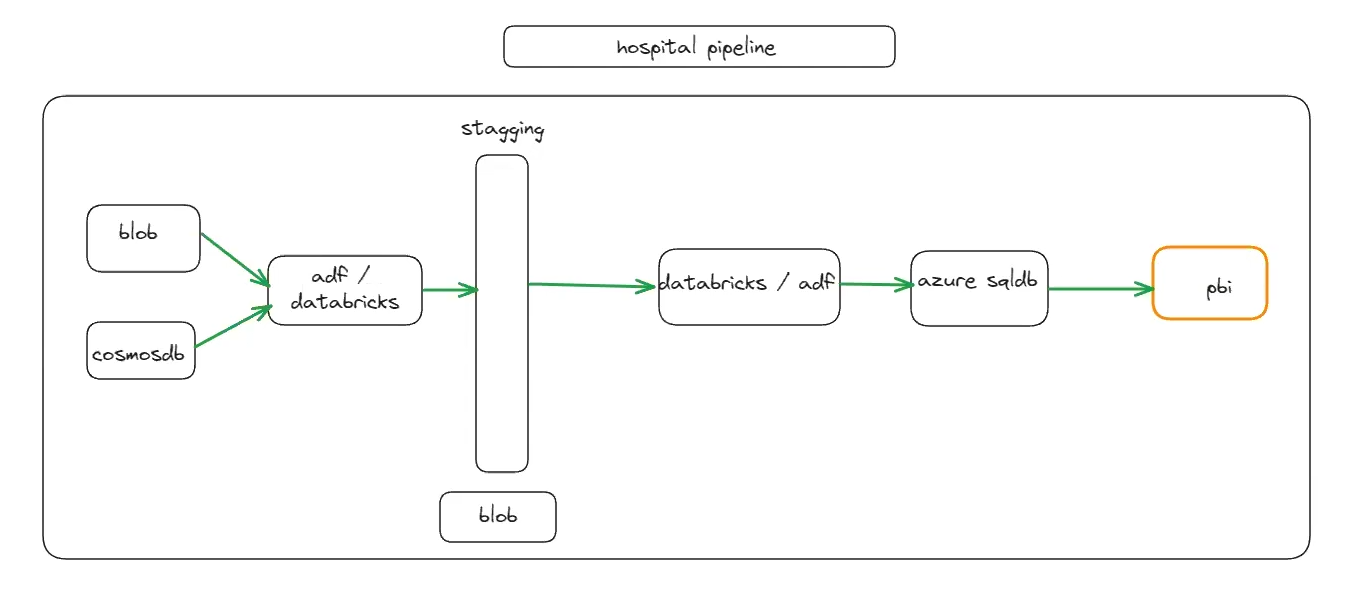 hospital pipeline
stagging
blob
adf /
databricks
cosmosdb
databricks / adf
azure sqldb
pbi
blob